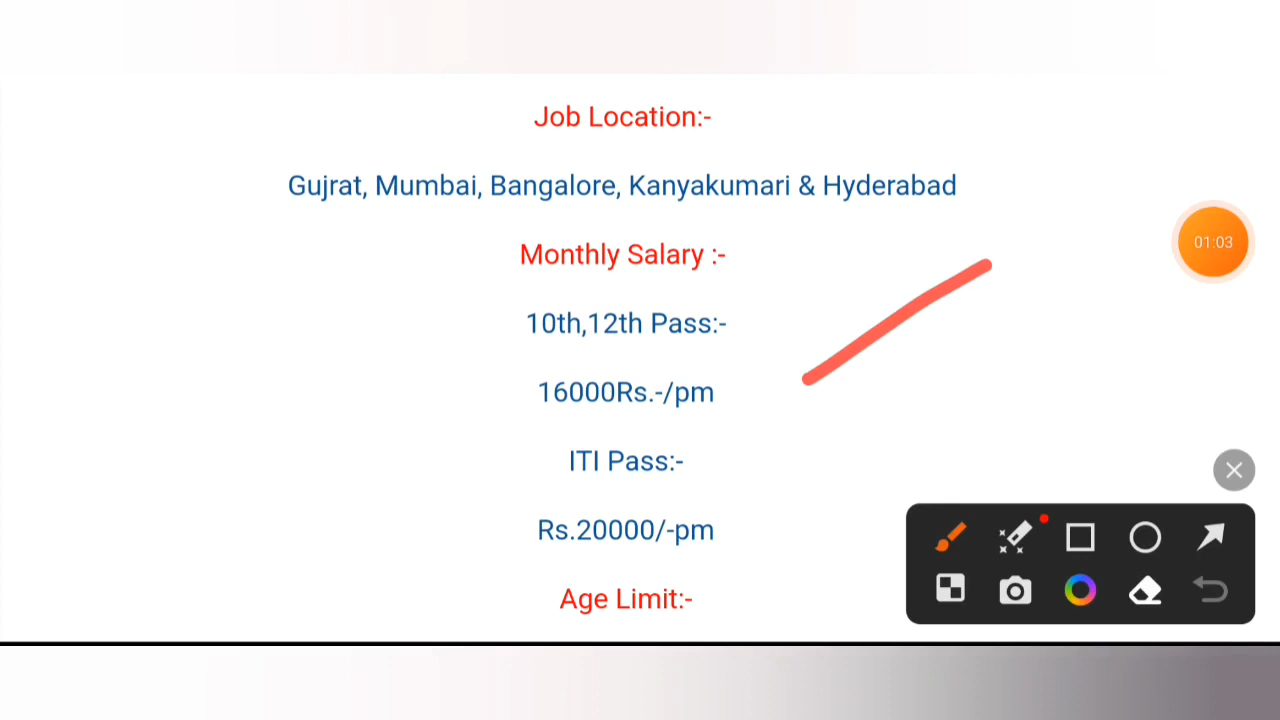 Job Location:-
Gujrat, Mumbai, Bangalore, Kanyakumari & Hyderabad
01:03
Monthly Salary :-
10th,12th Pass:-
16000Rs.-/pm
ITI Pass:-
Rs.20000/-pm
Age Limit:-